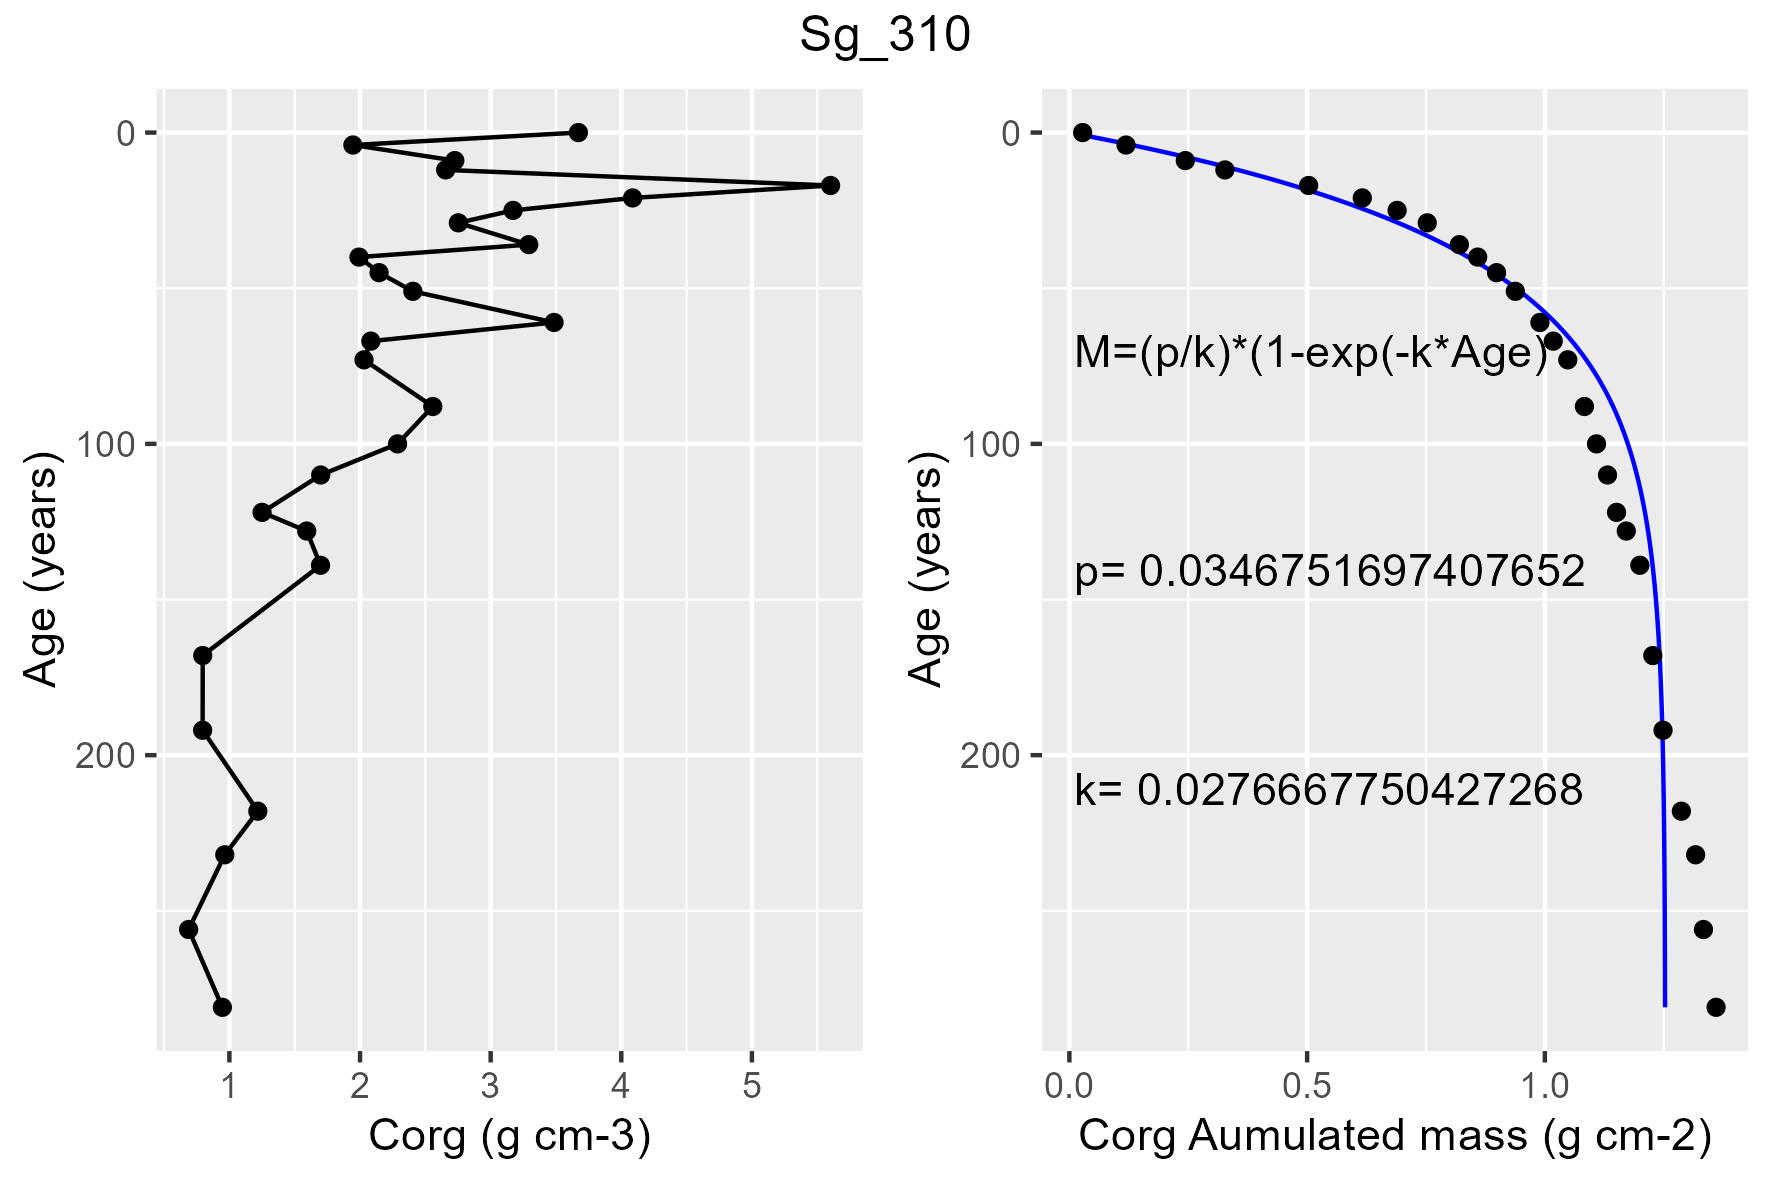 Sg_310
0
100
200
Age (years)
1 2 3 4 5
Corg (g cm-3)
0
100
200
Age (years)
M=(p/k)*(1-exp(-k*Age)
p= 0.0346751697407652
k= 0.0276667750427268
0.0 0.5 1.0
Corg Aumulated mass (g cm-2)